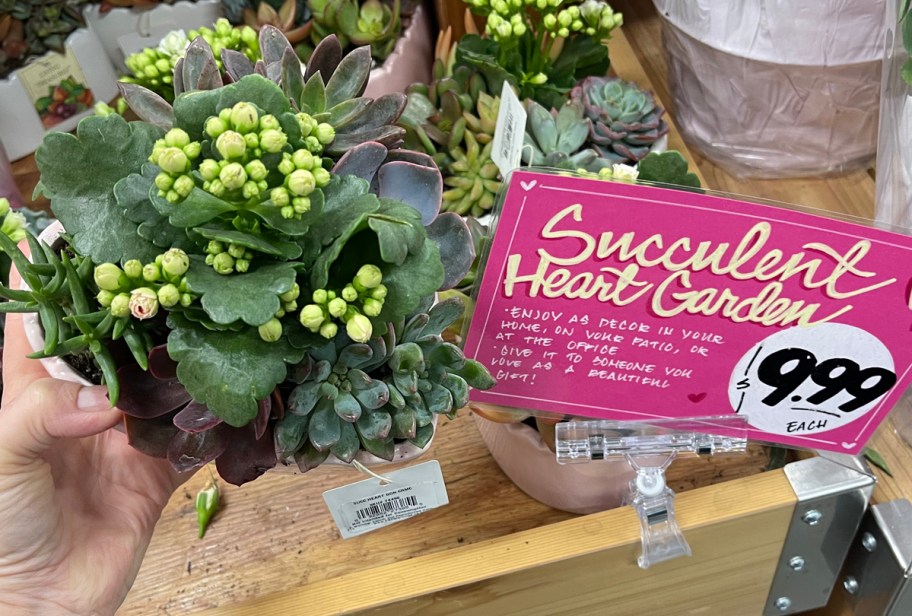 Succulent
Heart Garden
· ENJOY AS DECOR IN YOUR
HOME, ON YOUR PATIO, OR
AT THE OFFICE
· GIVE IT TO SOMEONE YOU
LOVE AS A BEAUTIFUL
GIFT!
$9.99
EACH